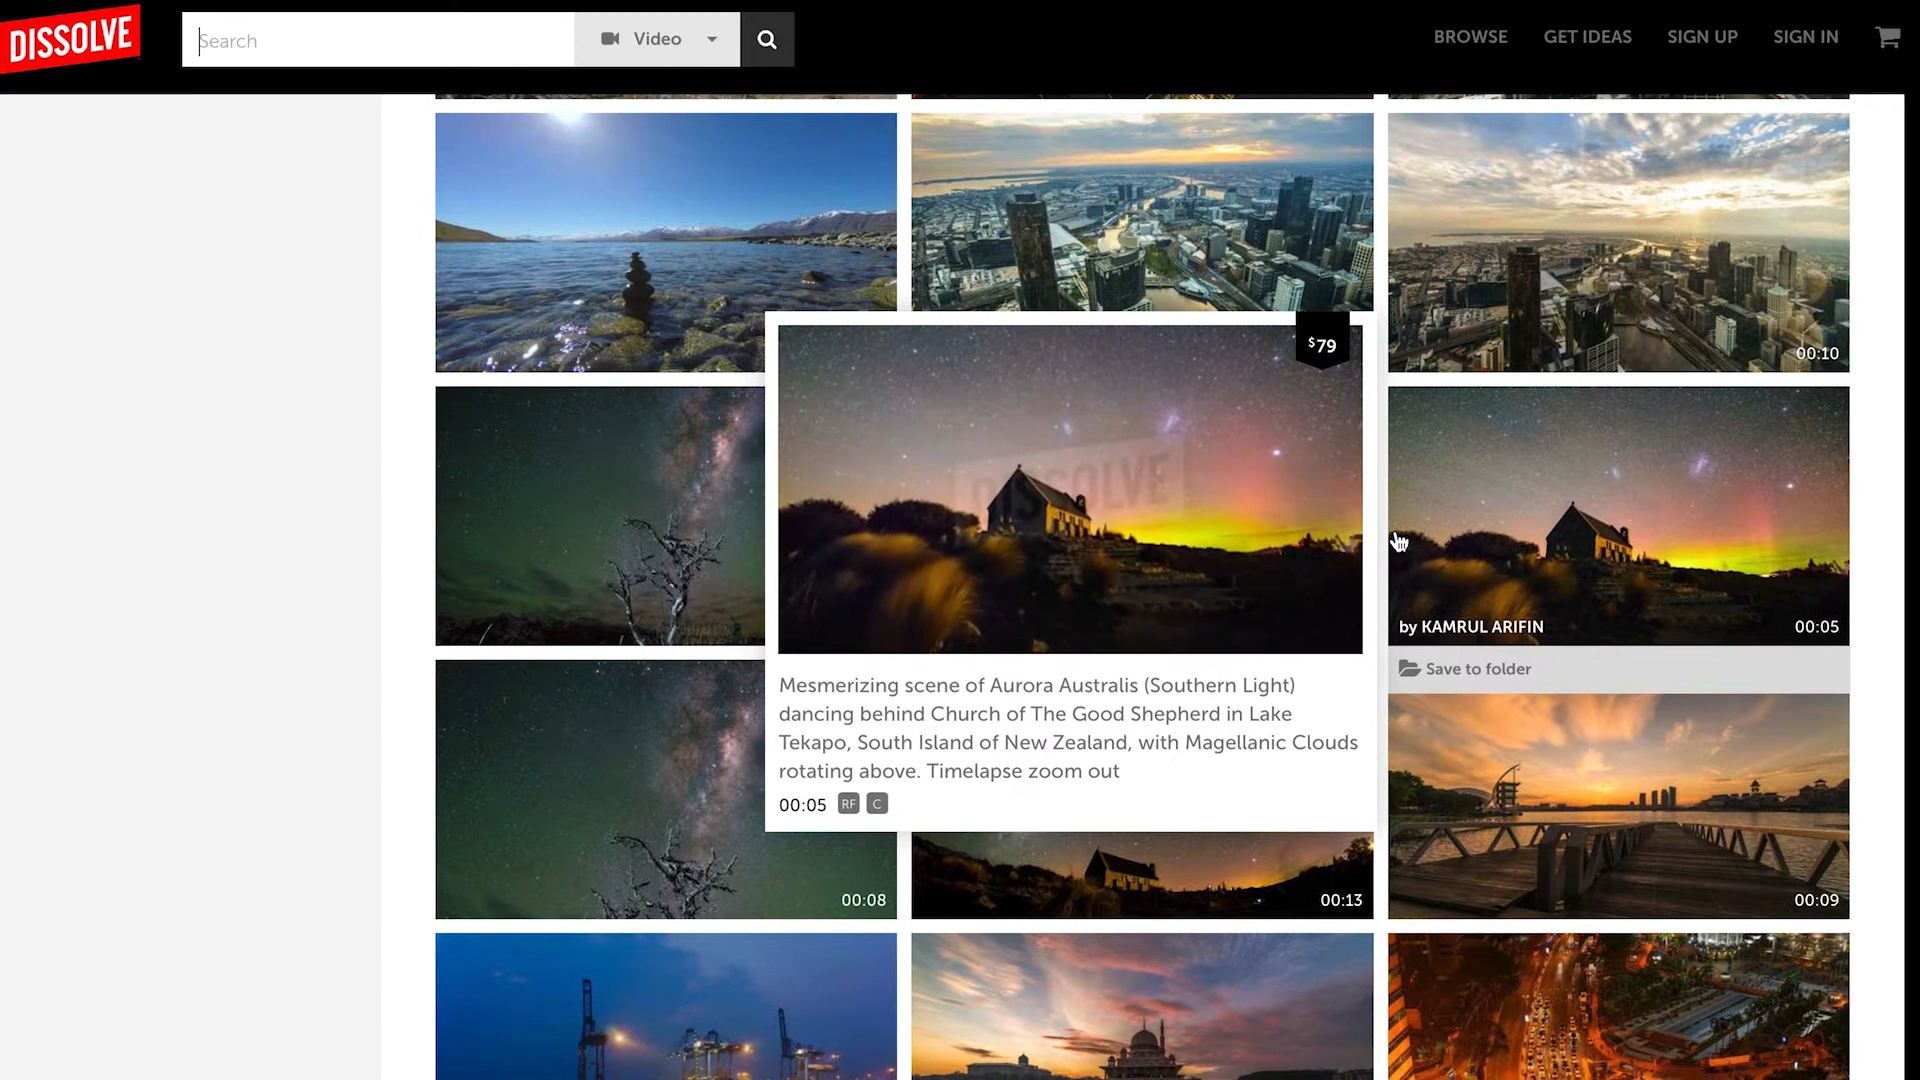 DISSOLVE
Search
Video
BROWSE
GET IDEAS
SIGN UP
SIGN IN
00:10
$79
DISSOLVE
by KAMRUL ARIFIN
00:05
Save to folder
Mesmerizing scene of Aurora Australis (Southern Light)
dancing behind Church of The Good Shepherd in Lake
Tekapo, South Island of New Zealand, with Magellanic Clouds
rotating above. Timelapse zoom out
00:05 RF C
00:08
00:13
00:09